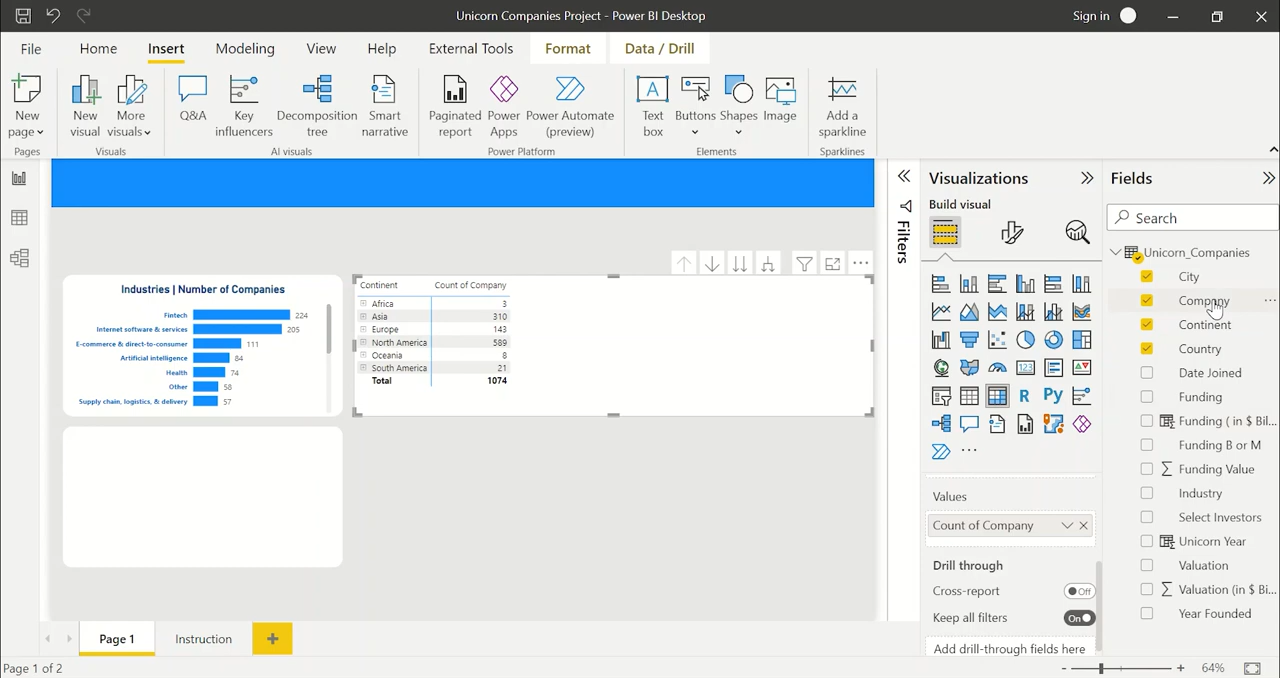 Unicorn Companies Project - Power BI Desktop
Sign in
File Home Insert Modeling View Help External Tools Format Data / Drill
New page
New visual
More visuals
Q&A
Key influencers
Decomposition tree
Smart narrative
Paginated report
Power Apps
Power Automate (preview)
Text box
Buttons
Shapes
Image
Add a sparkline
Pages Visuals AI visuals Power Platform Elements Sparklines
Industries | Number of Companies
Fintech 224
Internet software & services 205
E-commerce & direct-to-consumer 111
Artificial intelligence 84
Health 74
Other 58
Supply chain, logistics, & delivery 57
Continent Count of Company
Africa 3
Asia 310
Europe 143
North America 589
Oceania 8
South America 21
Total 1074
Filters
Visualizations
Build visual
R Py
123
Values
Count of Company
Drill through
Cross-report Off
Keep all filters On
Add drill-through fields here
Fields
Search
Unicorn_Companies
City
Company
Continent
Country
Date Joined
Funding
Funding ( in $ Bil...
Funding B or M
Funding Value
Industry
Select Investors
Unicorn Year
Valuation
Valuation (in $ Bi...
Year Founded
Page 1 Instruction
Page 1 of 2
64%